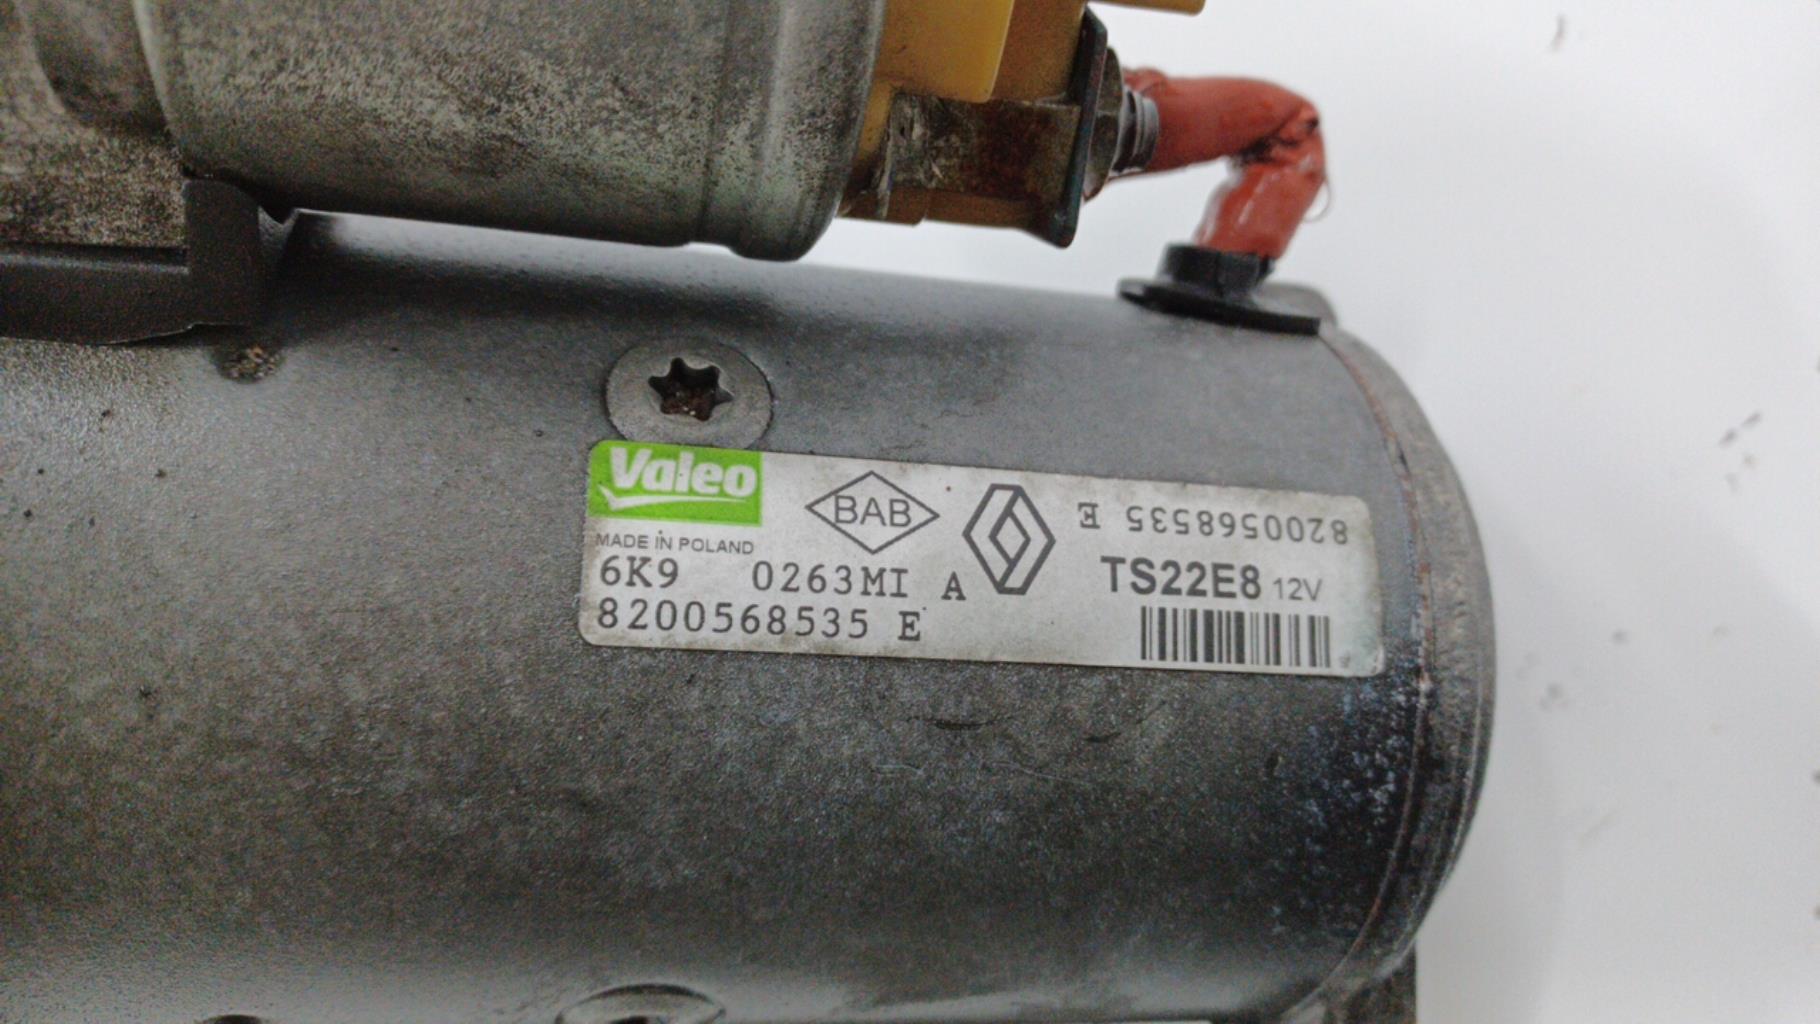 Valeo
BAB
8200568535 E
MADE IN POLAND
6K9 0263MI A
TS22E8 12V
8200568535 E